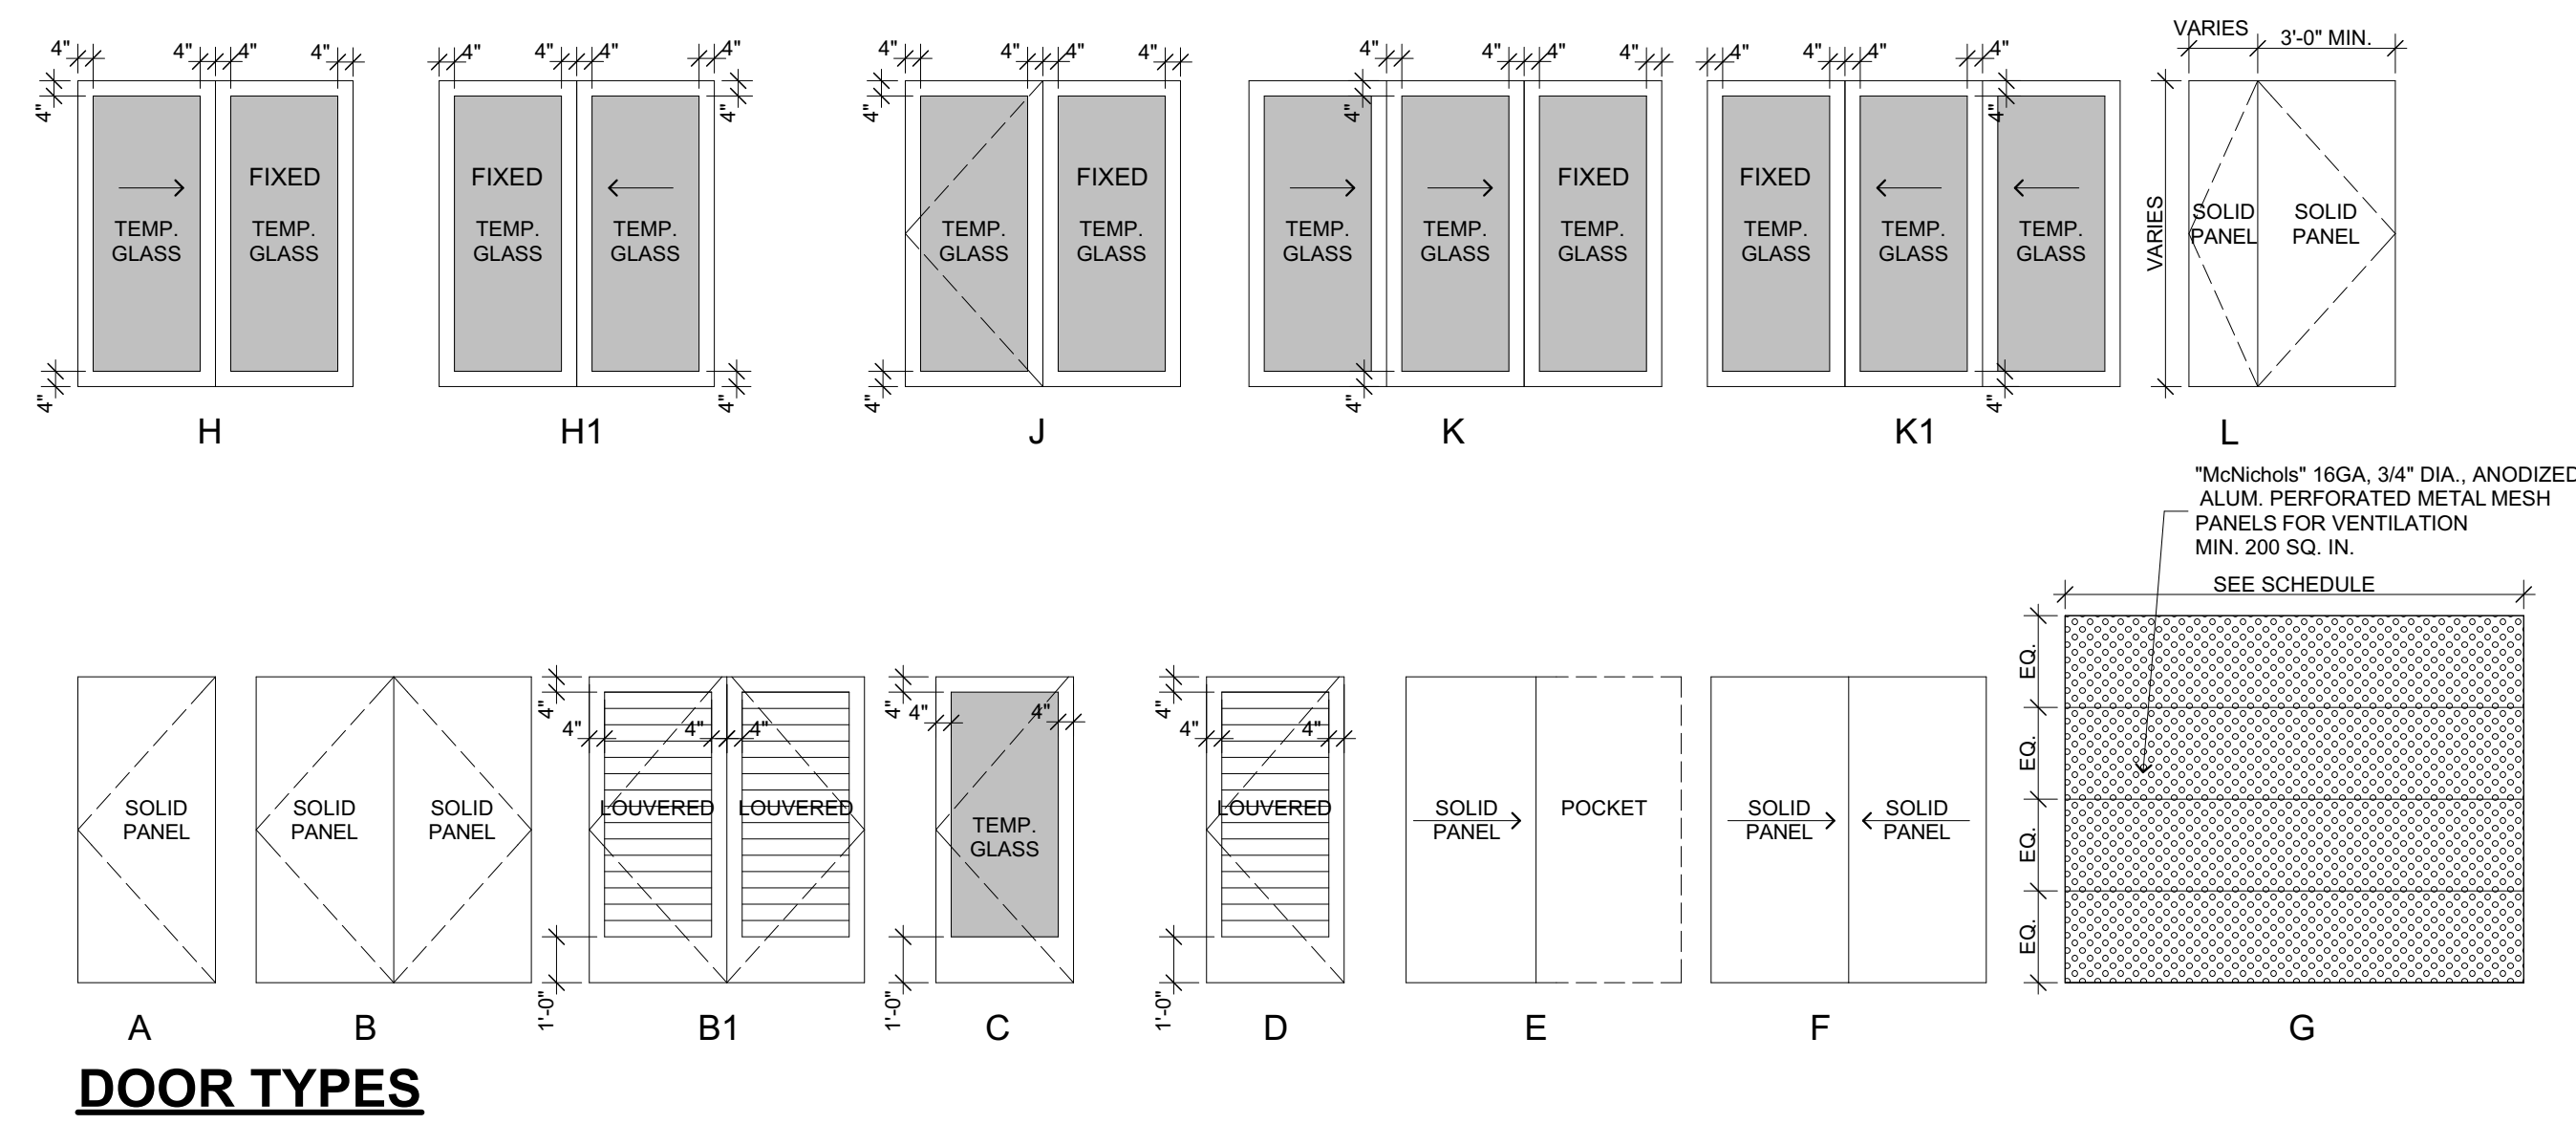 4" 4" 4" 4"
4"
FIXED
TEMP.
GLASS
TEMP.
GLASS
4"
H
4" 4" 4" 4"
4"
FIXED
TEMP.
GLASS
TEMP.
GLASS
4"
H1
4" 4" 4" 4"
4"
FIXED
TEMP.
GLASS
TEMP.
GLASS
4"
J
4" 4" 4" 4"
4"
FIXED
TEMP.
GLASS
TEMP.
GLASS
TEMP.
GLASS
4"
K
4" 4" 4" 4"
4"
FIXED
TEMP.
GLASS
TEMP.
GLASS
TEMP.
GLASS
4"
K1
VARIES 3'-0" MIN.
VARIES
SOLID
PANEL
SOLID
PANEL
L
"McNichols" 16GA, 3/4" DIA., ANODIZED
ALUM. PERFORATED METAL MESH
PANELS FOR VENTILATION
MIN. 200 SQ. IN.
SEE SCHEDULE
EQ.
EQ.
EQ.
EQ.
G
SOLID
PANEL
A
SOLID
PANEL
SOLID
PANEL
B
4"
4" 4" 4"
LOUVERED LOUVERED
1'-0"
B1
4"
4" 4"
TEMP.
GLASS
1'-0"
C
4"
4" 4"
LOUVERED
1'-0"
D
SOLID
PANEL
POCKET
E
SOLID
PANEL
SOLID
PANEL
F
DOOR TYPES